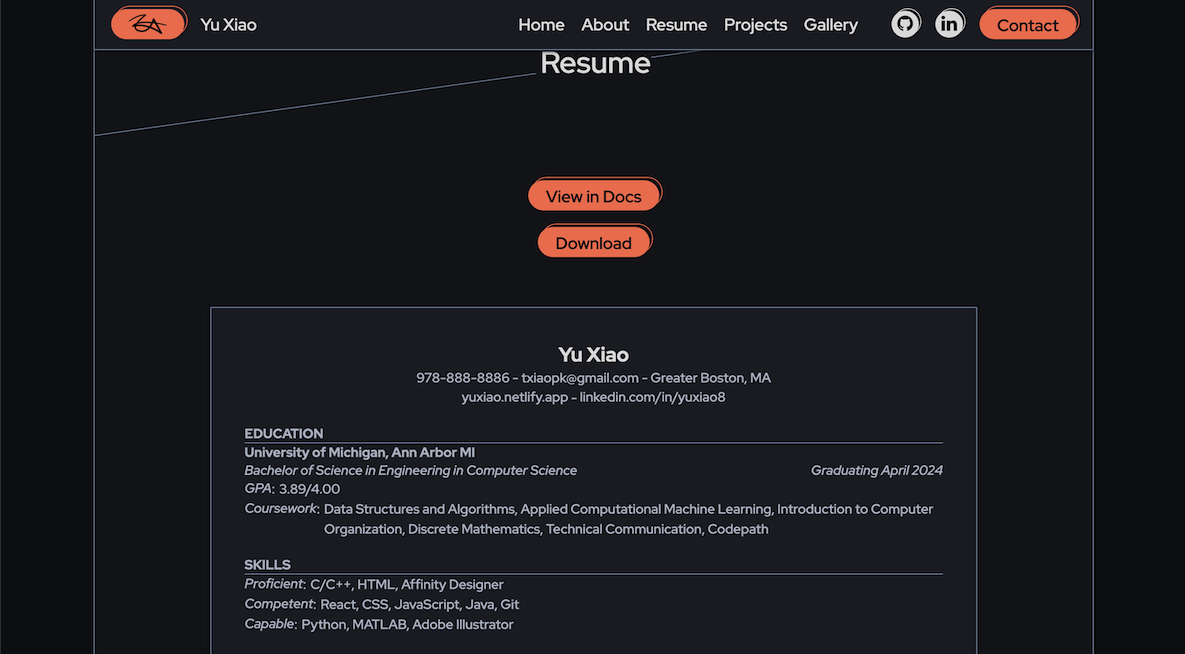 Yu Xiao
Home About Resume Projects Gallery in Contact
Resume
View in Docs
Download
Yu Xiao
978-888-8886 - txiaopk@gmail.com - Greater Boston, MA
yuxiao.netlify.app - linkedin.com/in/yuxiao8
EDUCATION
University of Michigan, Ann Arbor MI
Bachelor of Science in Engineering in Computer Science Graduating April 2024
GPA: 3.89/4.00
Coursework: Data Structures and Algorithms, Applied Computational Machine Learning, Introduction to Computer
Organization, Discrete Mathematics, Technical Communication, Codepath
SKILLS
Proficient: C/C++, HTML, Affinity Designer
Competent: React, CSS, JavaScript, Java, Git
Capable: Python, MATLAB, Adobe Illustrator